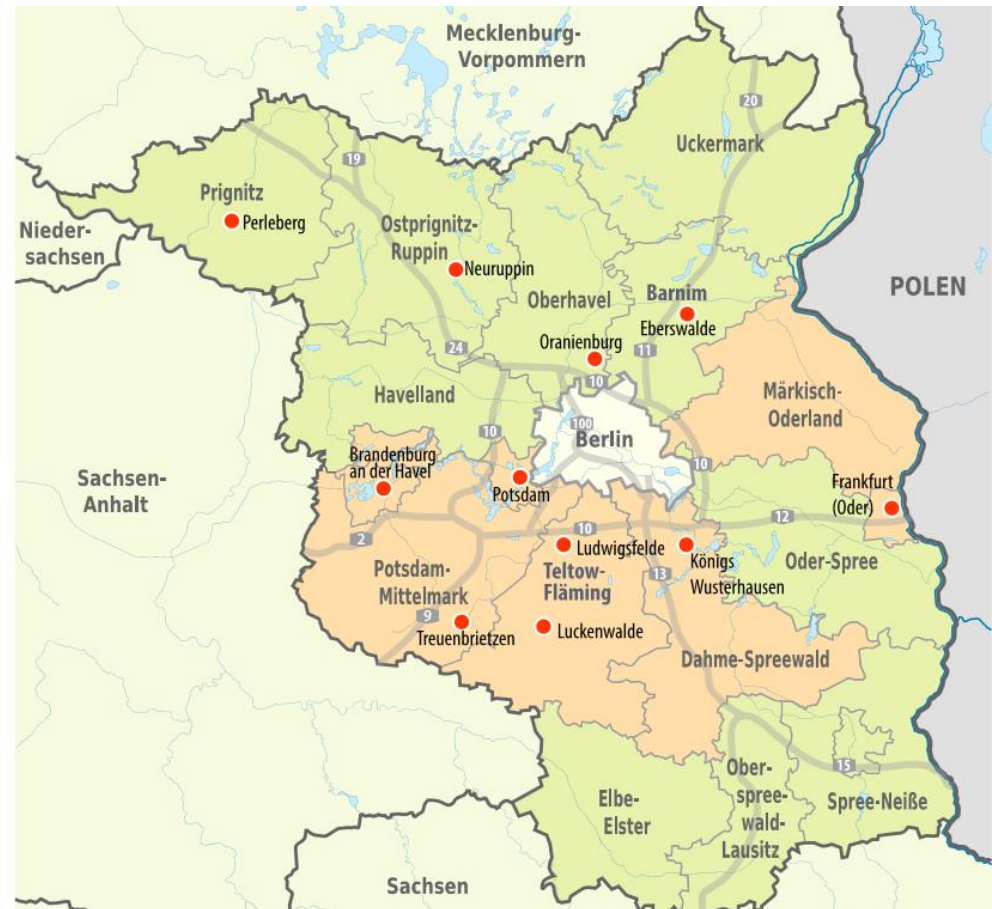 Mecklenburg-
Vorpommern
20
Uckermark
19
Prignitz
Perleberg
Nieder-
sachsen
Ostprignitz-
Ruppin
Neuruppin
POLEN
Oberhavel
Barnim
Eberswalde
Oranienburg
24
11
10
Havelland
Märkisch-
Oderland
10
100
Berlin
10
Brandenburg
an der Havel
Sachsen-
Anhalt
Potsdam
Frankfurt
(Oder)
12
2
10
Ludwigsfelde
Königs
Wusterhausen
Oder-Spree
Potsdam-
Mittelmark
Teltow-
Fläming
13
9
Treuenbrietzen
Luckenwalde
Dahme-Spreewald
15
Elbe-
Elster
Ober-
spree-
wald-
Lausitz
Spree-Neiße
Sachsen